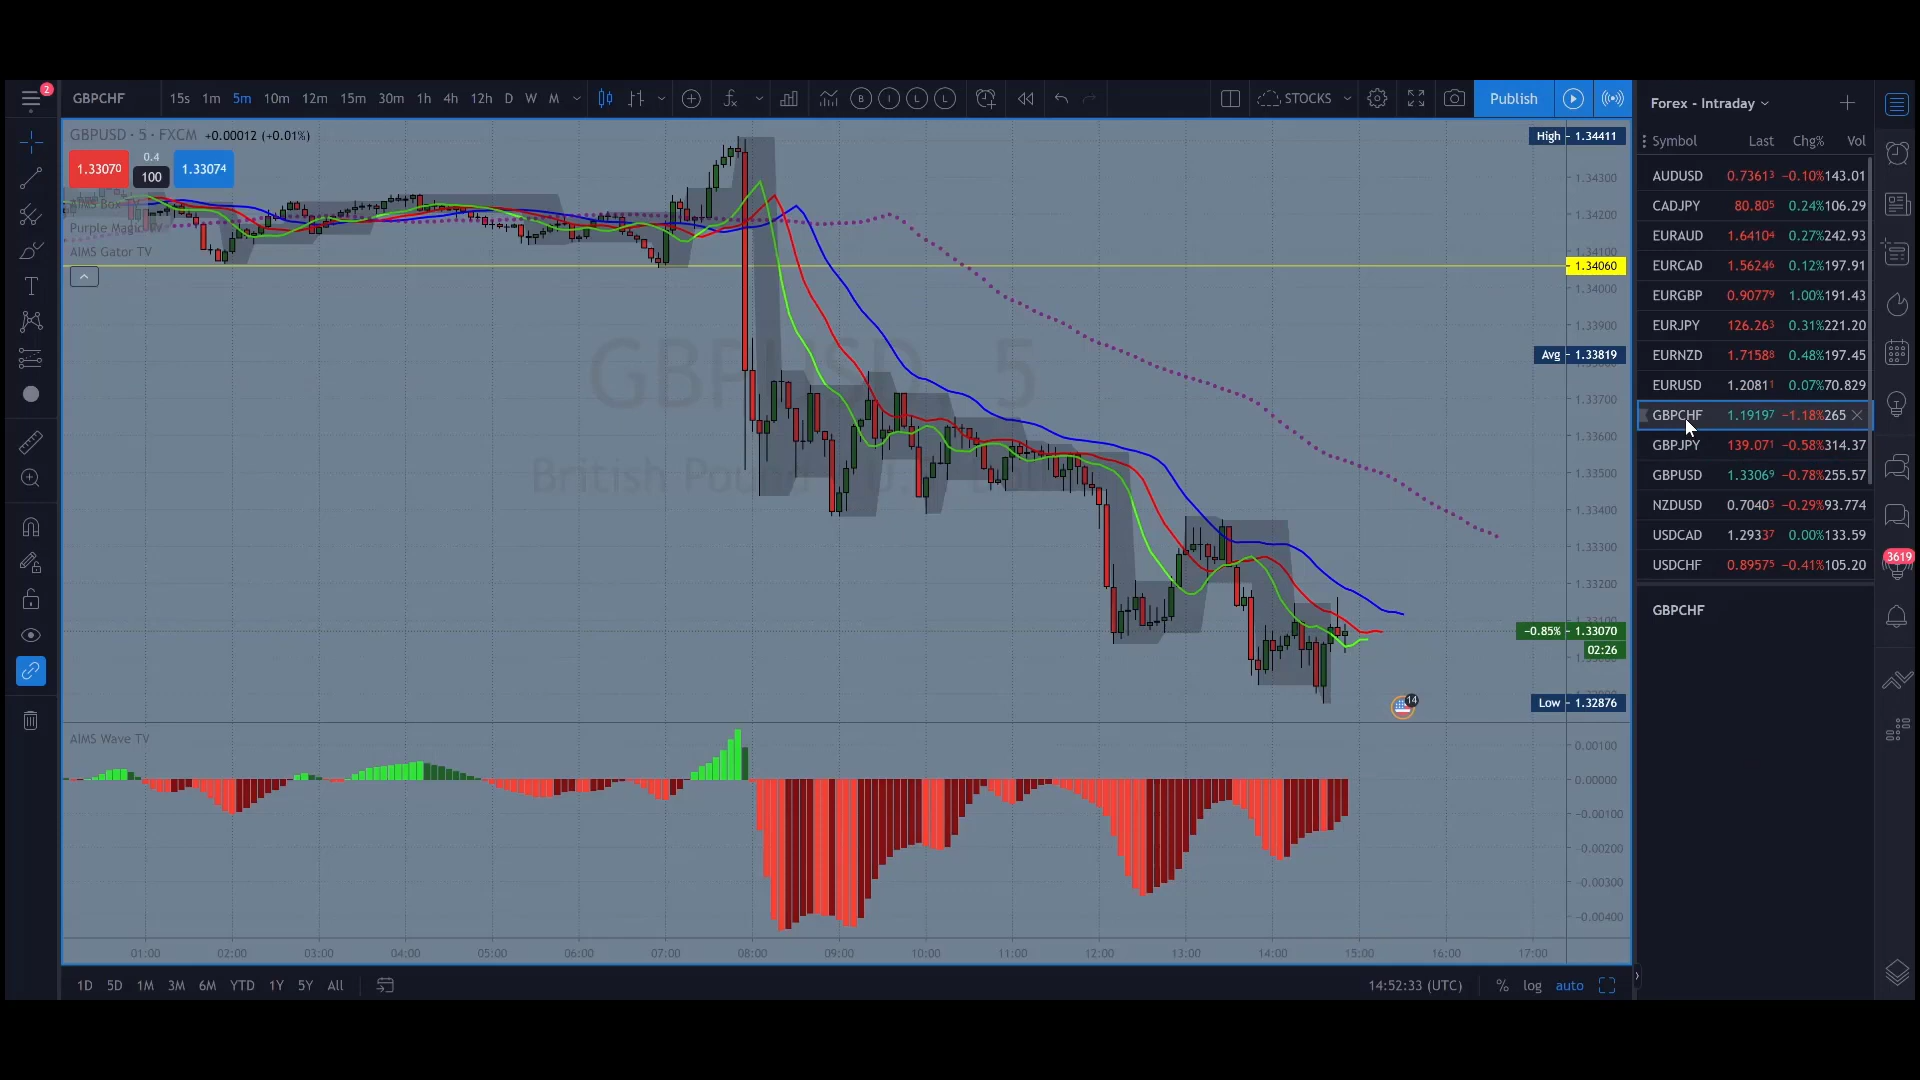 2
GBPCHF 15s 1m 5m 10m 12m 15m 30m 1h 4h 12h D W M B I L L STOCKS Publish
Forex - Intraday
GBPUSD · 5 · FXCM +0.00012 (+0.01%)
1.33070 0.4 100 1.33074
AIMS Box TV
Purple Magic TV
AIMS Gator TV
GBPUSD 5
British Pound
High 1.34411
1.34300
1.34200
1.34100
1.34060
1.34000
1.33900
Avg 1.33819
1.33700
1.33600
1.33500
1.33400
1.33300
1.33200
−0.85% 1.33070
02:26
Low 1.32876
14
AIMS Wave TV
0.00100
0.00000
−0.00100
−0.00200
−0.00300
−0.00400
01:00 02:00 03:00 04:00 05:00 06:00 07:00 08:00 09:00 10:00 11:00 12:00 13:00 14:00 15:00 16:00 17:00
1D 5D 1M 3M 6M YTD 1Y 5Y All 14:52:33 (UTC) % log auto
Symbol Last Chg% Vol
AUDUSD 0.73613 −0.10% 143.01
CADJPY 80.805 0.24% 106.29
EURAUD 1.64104 0.27% 242.93
EURCAD 1.56246 0.12% 197.91
EURGBP 0.90779 1.00% 191.43
EURJPY 126.263 0.31% 221.20
EURNZD 1.71588 0.48% 197.45
EURUSD 1.20811 0.07% 70.829
GBPCHF 1.19197 −1.18% 265
GBPJPY 139.071 −0.58% 314.37
GBPUSD 1.33069 −0.78% 255.57
NZDUSD 0.70403 −0.29% 93.774
USDCAD 1.29337 0.00% 133.59
USDCHF 0.89575 −0.41% 105.20
GBPCHF
3619